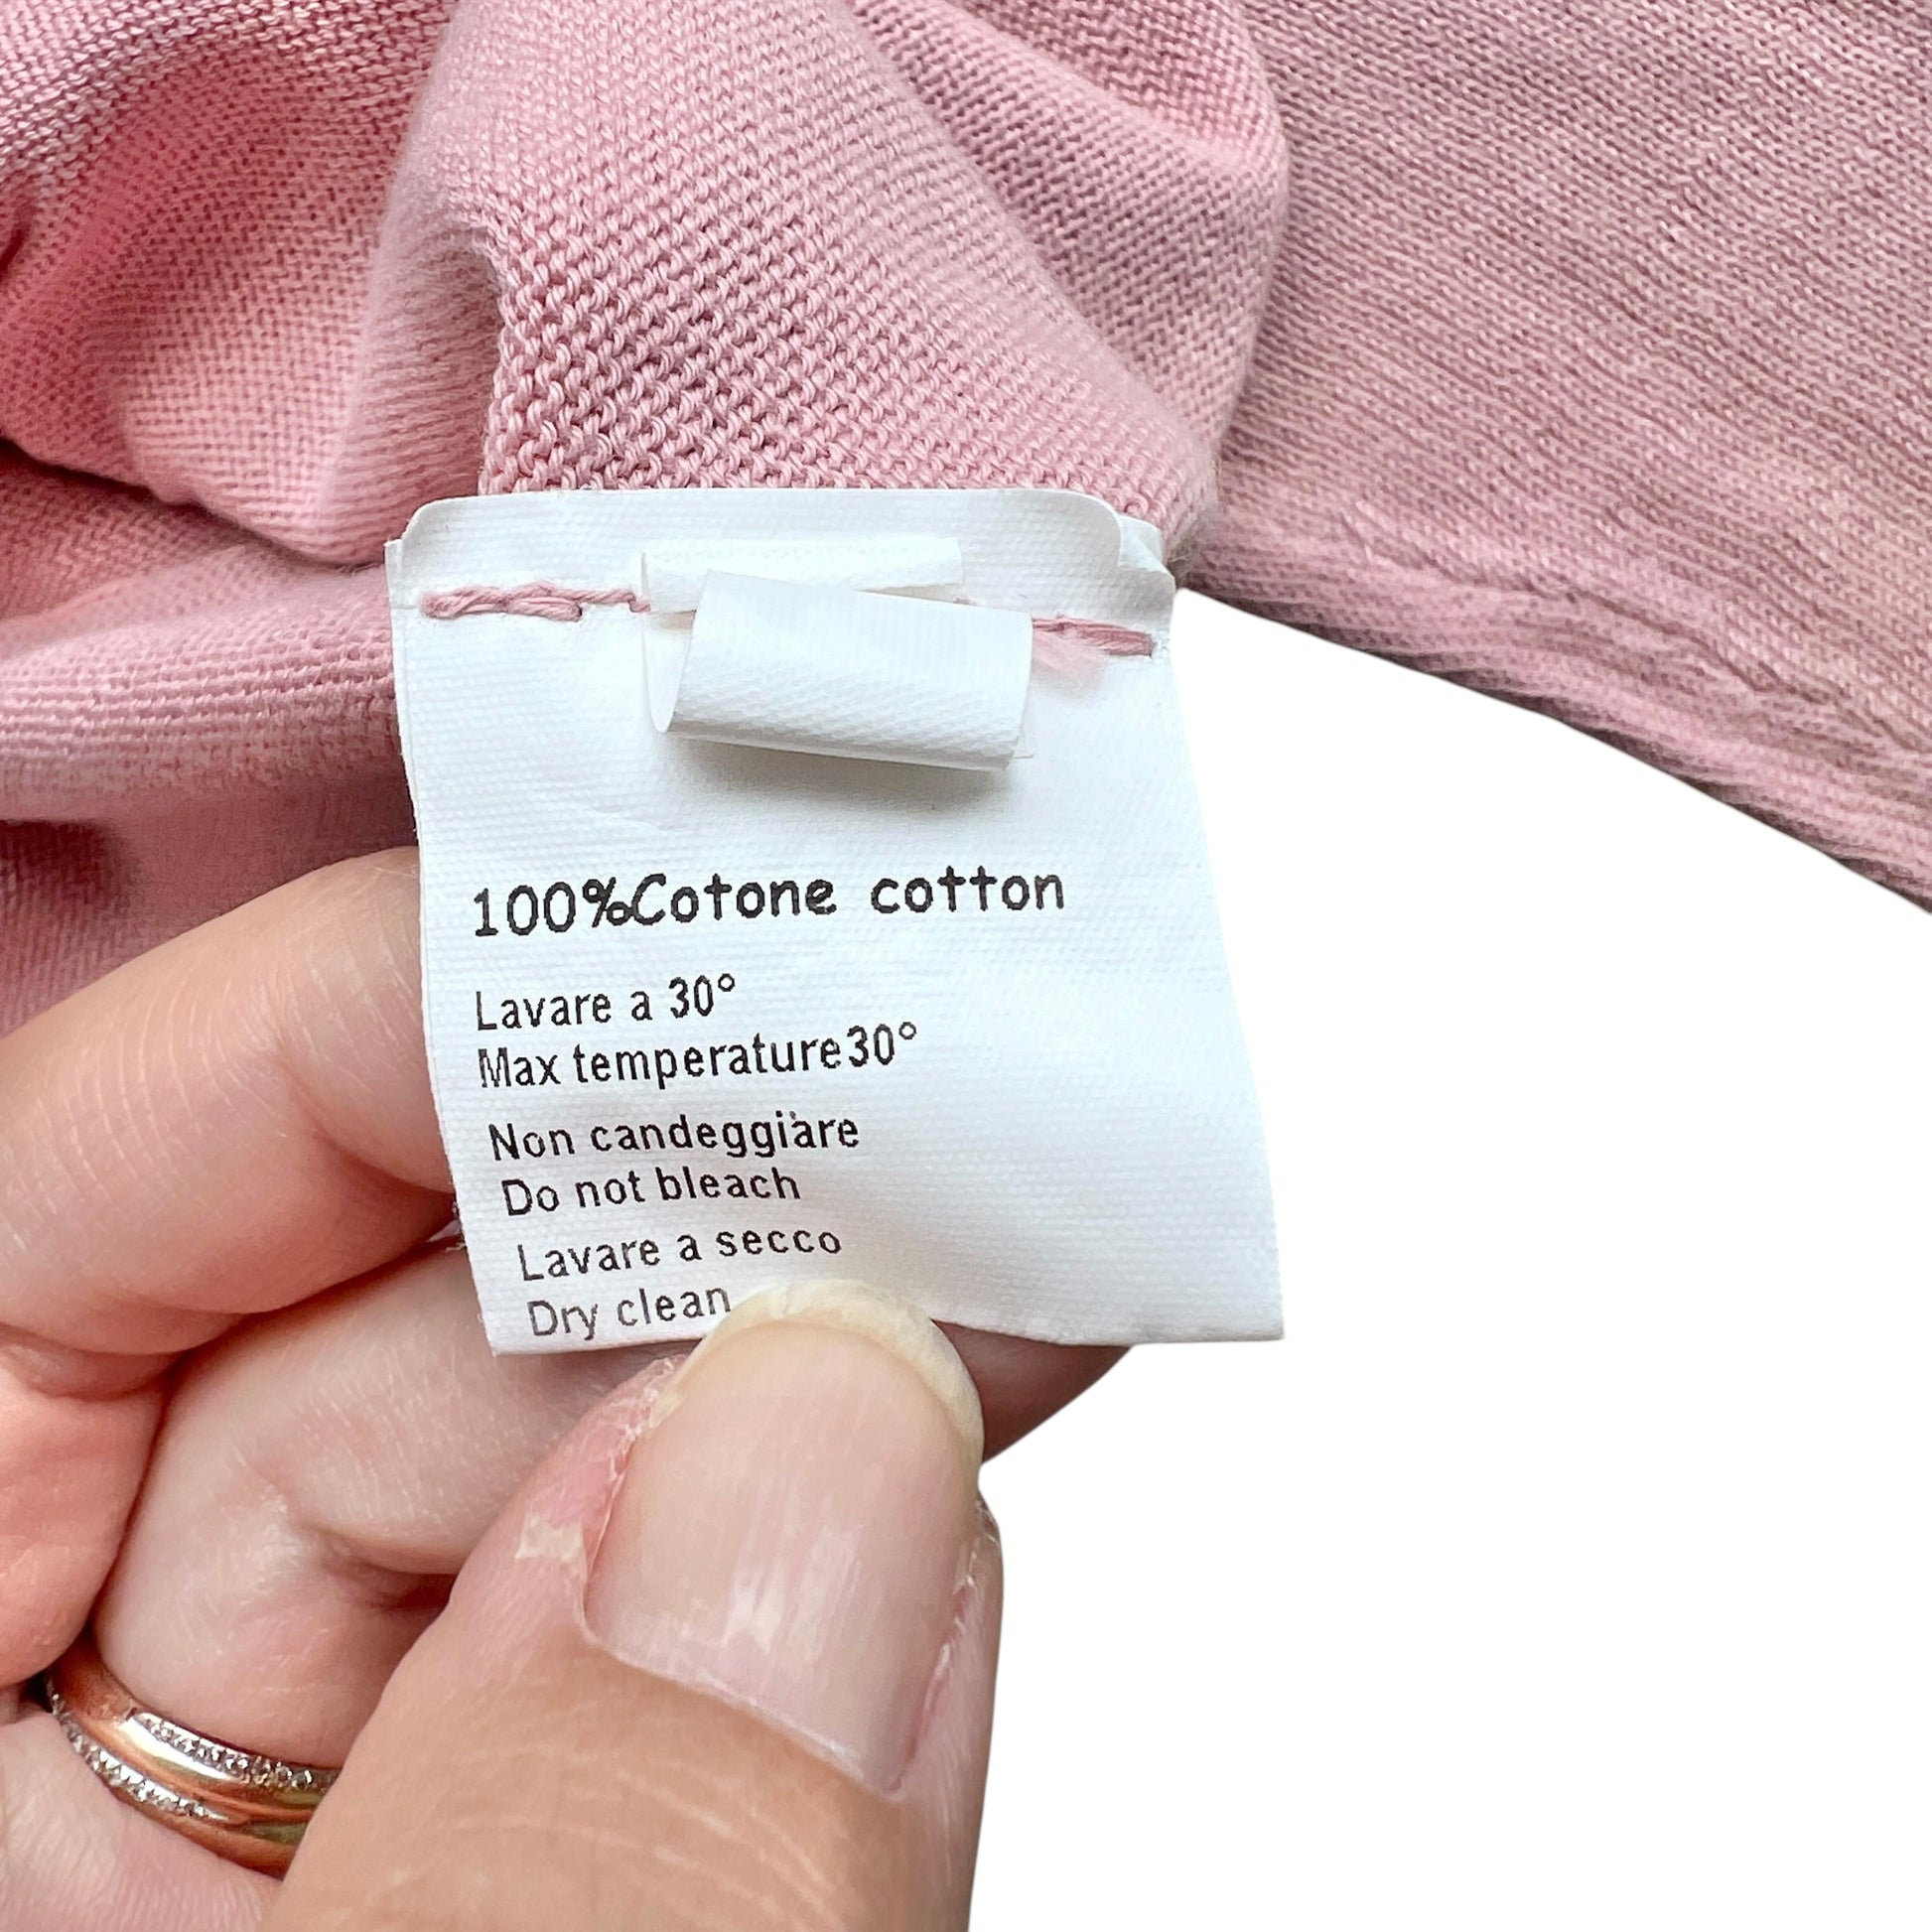 100%Cotone cotton
Lavare a 30°
Max temperature30°
Non candeggiare
Do not bleach
Lavare a secco
Dry clean